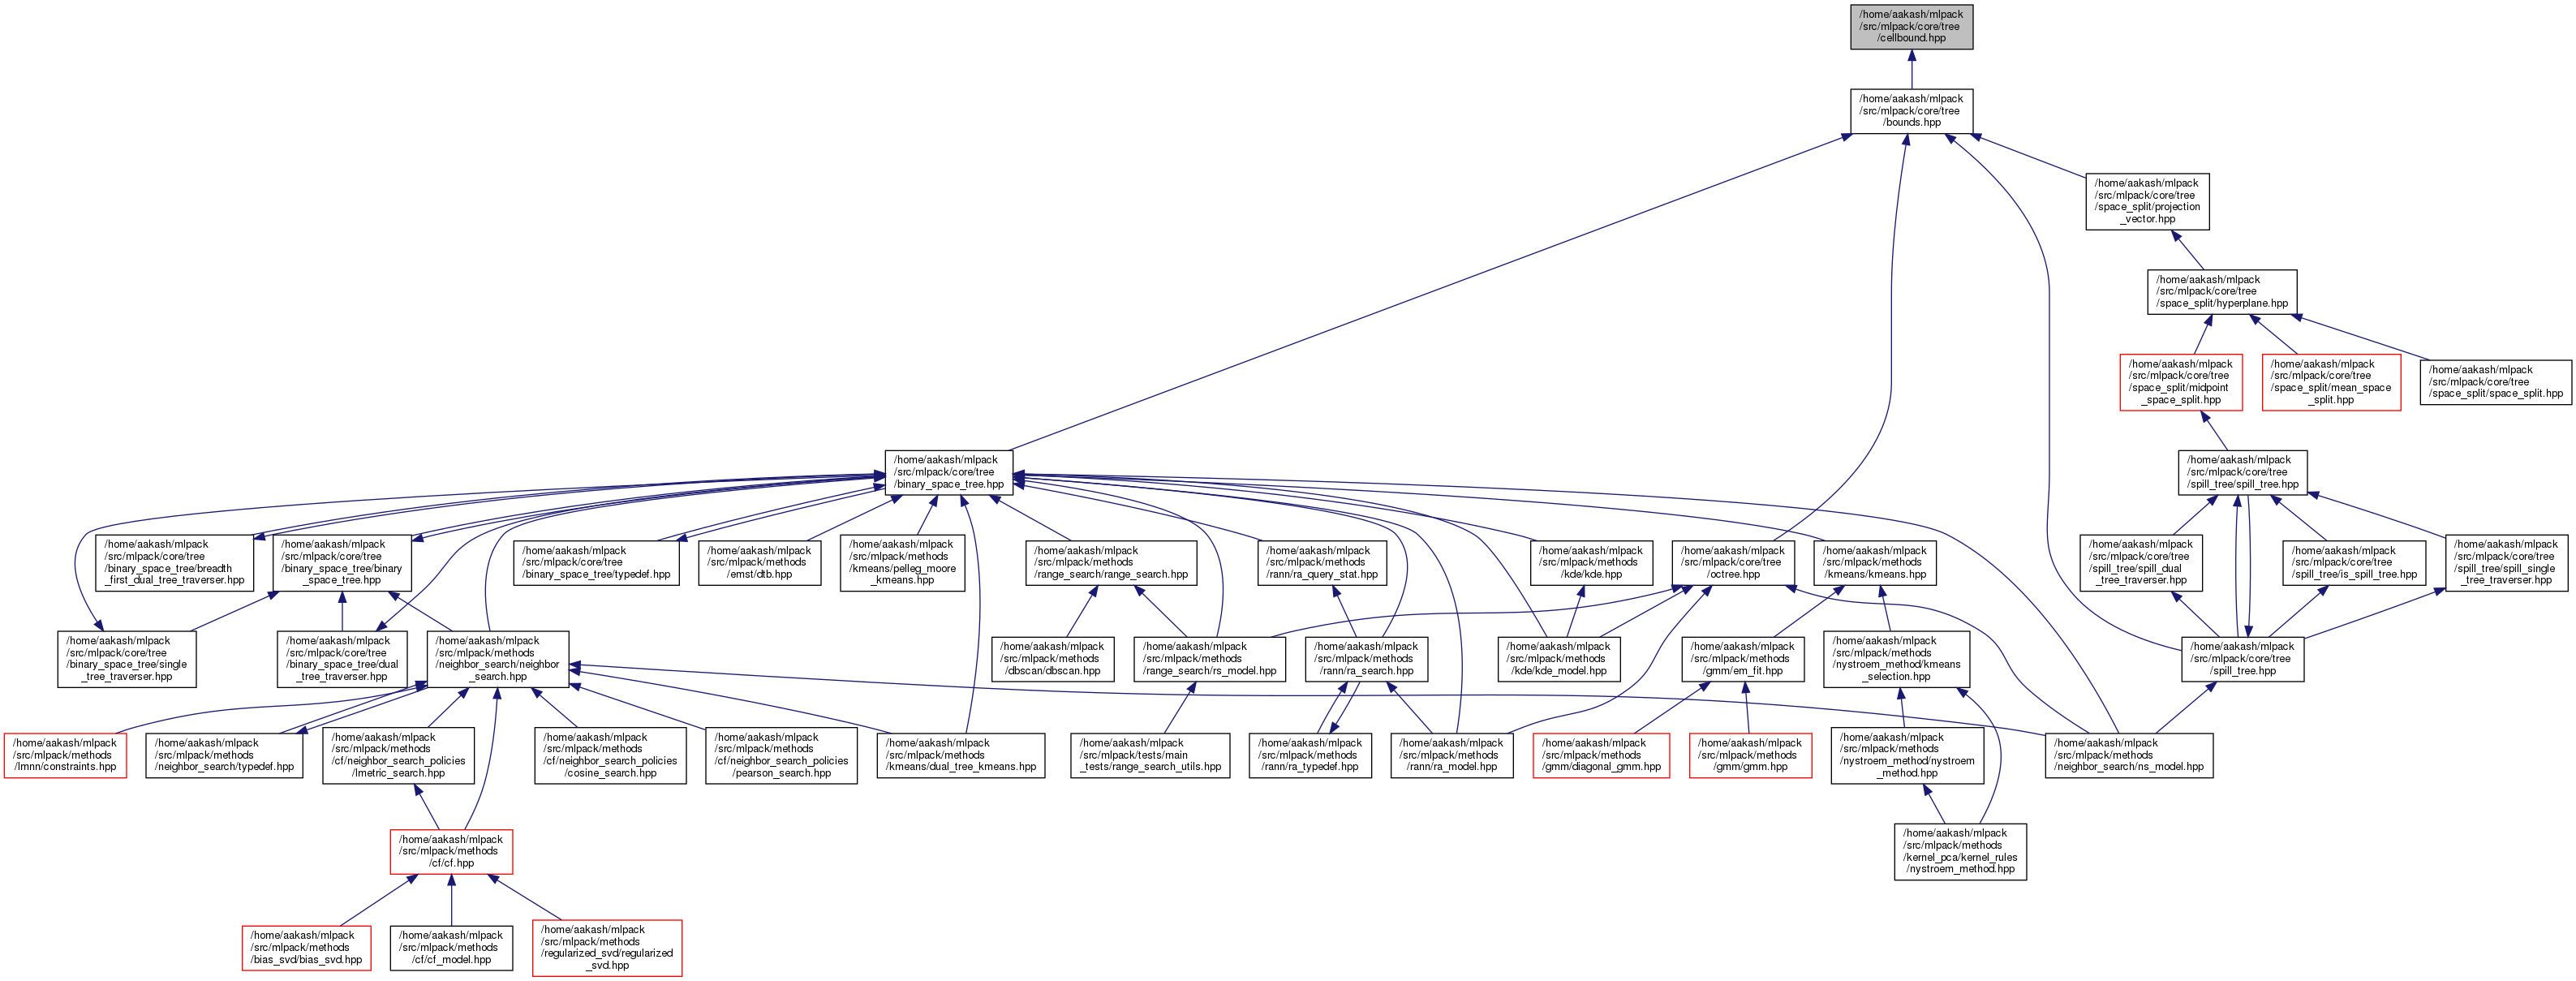 /home/aakash/mlpack
/src/mlpack/core/tree
/cellbound.hpp
/home/aakash/mlpack
/src/mlpack/core/tree
/bounds.hpp
/home/aakash/mlpack
/src/mlpack/core/tree
/space_split/projection
_vector.hpp
/home/aakash/mlpack
/src/mlpack/core/tree
/space_split/hyperplane.hpp
/home/aakash/mlpack
/src/mlpack/core/tree
/space_split/midpoint
_space_split.hpp
/home/aakash/mlpack
/src/mlpack/core/tree
/space_split/mean_space
_split.hpp
/home/aakash/mlpack
/src/mlpack/core/tree
/space_split/space_split.hpp
/home/aakash/mlpack
/src/mlpack/core/tree
/binary_space_tree.hpp
/home/aakash/mlpack
/src/mlpack/core/tree
/spill_tree/spill_tree.hpp
/home/aakash/mlpack
/src/mlpack/core/tree
/binary_space_tree/breadth
_first_dual_tree_traverser.hpp
/home/aakash/mlpack
/src/mlpack/core/tree
/binary_space_tree/binary
_space_tree.hpp
/home/aakash/mlpack
/src/mlpack/core/tree
/binary_space_tree/typedef.hpp
/home/aakash/mlpack
/src/mlpack/methods
/emst/dtb.hpp
/home/aakash/mlpack
/src/mlpack/methods
/kmeans/pelleg_moore
_kmeans.hpp
/home/aakash/mlpack
/src/mlpack/methods
/range_search/range_search.hpp
/home/aakash/mlpack
/src/mlpack/methods
/rann/ra_query_stat.hpp
/home/aakash/mlpack
/src/mlpack/methods
/kde/kde.hpp
/home/aakash/mlpack
/src/mlpack/core/tree
/octree.hpp
/home/aakash/mlpack
/src/mlpack/methods
/kmeans/kmeans.hpp
/home/aakash/mlpack
/src/mlpack/core/tree
/spill_tree/spill_dual
_tree_traverser.hpp
/home/aakash/mlpack
/src/mlpack/core/tree
/spill_tree/is_spill_tree.hpp
/home/aakash/mlpack
/src/mlpack/core/tree
/spill_tree/spill_single
_tree_traverser.hpp
/home/aakash/mlpack
/src/mlpack/core/tree
/binary_space_tree/single
_tree_traverser.hpp
/home/aakash/mlpack
/src/mlpack/core/tree
/binary_space_tree/dual
_tree_traverser.hpp
/home/aakash/mlpack
/src/mlpack/methods
/neighbor_search/neighbor
_search.hpp
/home/aakash/mlpack
/src/mlpack/methods
/dbscan/dbscan.hpp
/home/aakash/mlpack
/src/mlpack/methods
/range_search/rs_model.hpp
/home/aakash/mlpack
/src/mlpack/methods
/rann/ra_search.hpp
/home/aakash/mlpack
/src/mlpack/methods
/kde/kde_model.hpp
/home/aakash/mlpack
/src/mlpack/methods
/gmm/em_fit.hpp
/home/aakash/mlpack
/src/mlpack/methods
/nystroem_method/kmeans
_selection.hpp
/home/aakash/mlpack
/src/mlpack/core/tree
/spill_tree.hpp
/home/aakash/mlpack
/src/mlpack/methods
/lmnn/constraints.hpp
/home/aakash/mlpack
/src/mlpack/methods
/neighbor_search/typedef.hpp
/home/aakash/mlpack
/src/mlpack/methods
/cf/neighbor_search_policies
/lmetric_search.hpp
/home/aakash/mlpack
/src/mlpack/methods
/cf/neighbor_search_policies
/cosine_search.hpp
/home/aakash/mlpack
/src/mlpack/methods
/cf/neighbor_search_policies
/pearson_search.hpp
/home/aakash/mlpack
/src/mlpack/methods
/kmeans/dual_tree_kmeans.hpp
/home/aakash/mlpack
/src/mlpack/tests/main
_tests/range_search_utils.hpp
/home/aakash/mlpack
/src/mlpack/methods
/rann/ra_typedef.hpp
/home/aakash/mlpack
/src/mlpack/methods
/rann/ra_model.hpp
/home/aakash/mlpack
/src/mlpack/methods
/gmm/diagonal_gmm.hpp
/home/aakash/mlpack
/src/mlpack/methods
/gmm/gmm.hpp
/home/aakash/mlpack
/src/mlpack/methods
/nystroem_method/nystroem
_method.hpp
/home/aakash/mlpack
/src/mlpack/methods
/neighbor_search/ns_model.hpp
/home/aakash/mlpack
/src/mlpack/methods
/cf/cf.hpp
/home/aakash/mlpack
/src/mlpack/methods
/kernel_pca/kernel_rules
/nystroem_method.hpp
/home/aakash/mlpack
/src/mlpack/methods
/bias_svd/bias_svd.hpp
/home/aakash/mlpack
/src/mlpack/methods
/cf/cf_model.hpp
/home/aakash/mlpack
/src/mlpack/methods
/regularized_svd/regularized
_svd.hpp